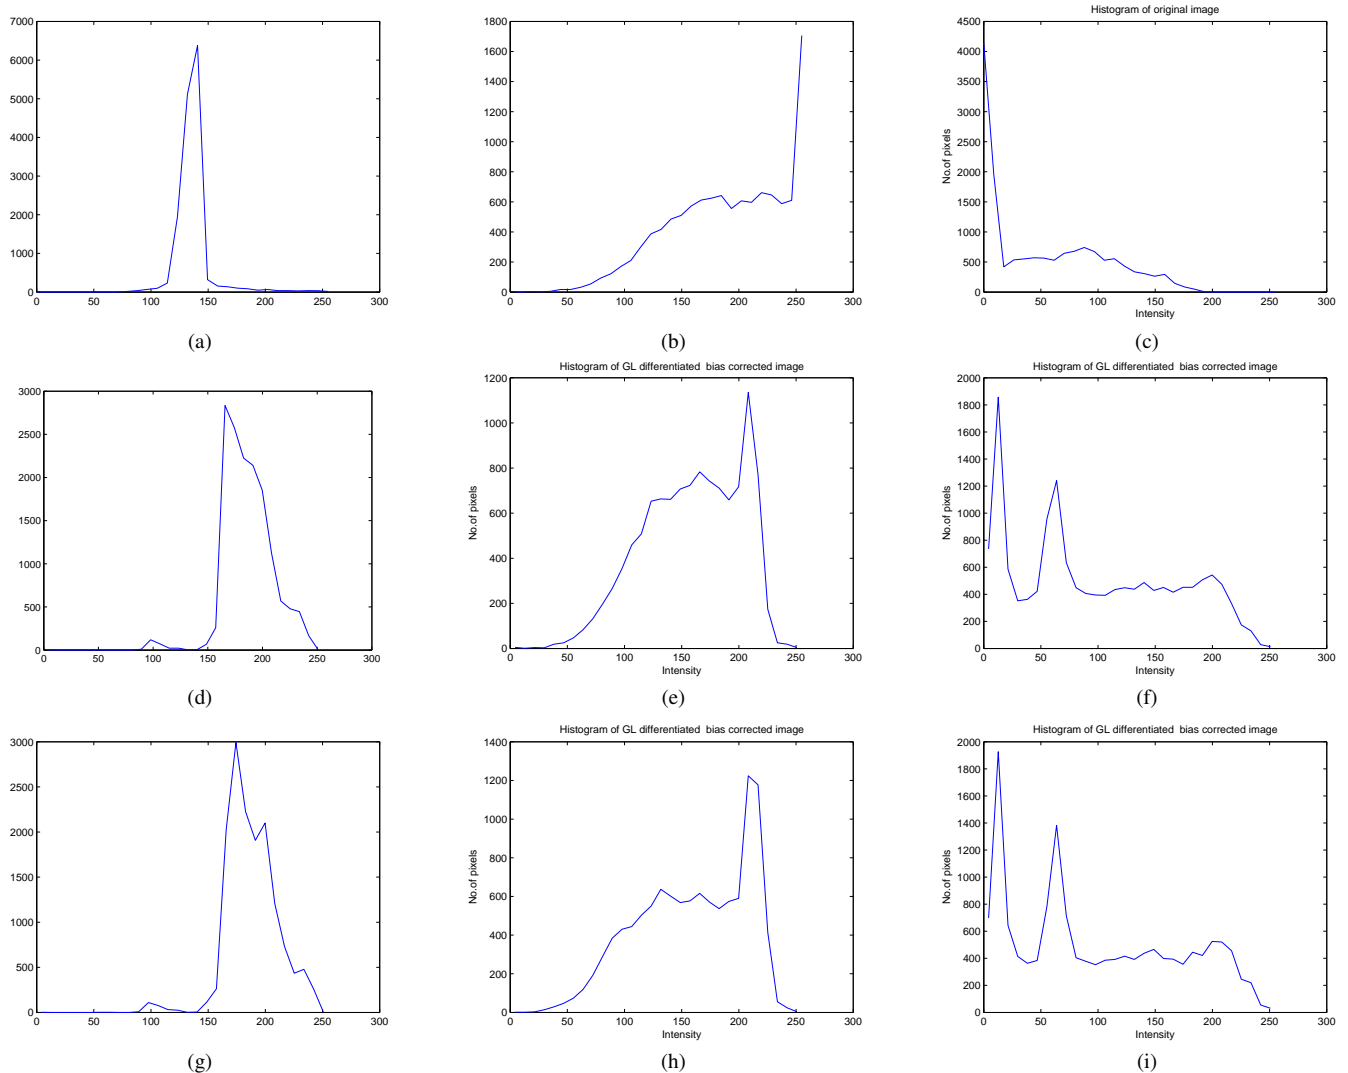 7000
6000
5000
4000
3000
2000
1000
0
0 50 100 150 200 250 300
(a)
1800
1600
1400
1200
1000
800
600
400
200
0
0 50 100 150 200 250 300
(b)
Histogram of original image
No.of pixels
4500
4000
3500
3000
2500
2000
1500
1000
500
0
0 50 100 150 200 250 300
Intensity
(c)
3000
2500
2000
1500
1000
500
0
0 50 100 150 200 250 300
(d)
Histogram of GL differentiated bias corrected image
No.of pixels
1200
1000
800
600
400
200
0
0 50 100 150 200 250 300
Intensity
(e)
Histogram of GL differentiated bias corrected image
No.of pixels
2000
1800
1600
1400
1200
1000
800
600
400
200
0
0 50 100 150 200 250 300
Intensity
(f)
3000
2500
2000
1500
1000
500
0
0 50 100 150 200 250 300
(g)
Histogram of GL differentiated bias corrected image
No.of pixels
1400
1200
1000
800
600
400
200
0
0 50 100 150 200 250 300
Intensity
(h)
Histogram of GL differentiated bias corrected image
No.of pixels
2000
1800
1600
1400
1200
1000
800
600
400
200
0
0 50 100 150 200 250 300
Intensity
(i)